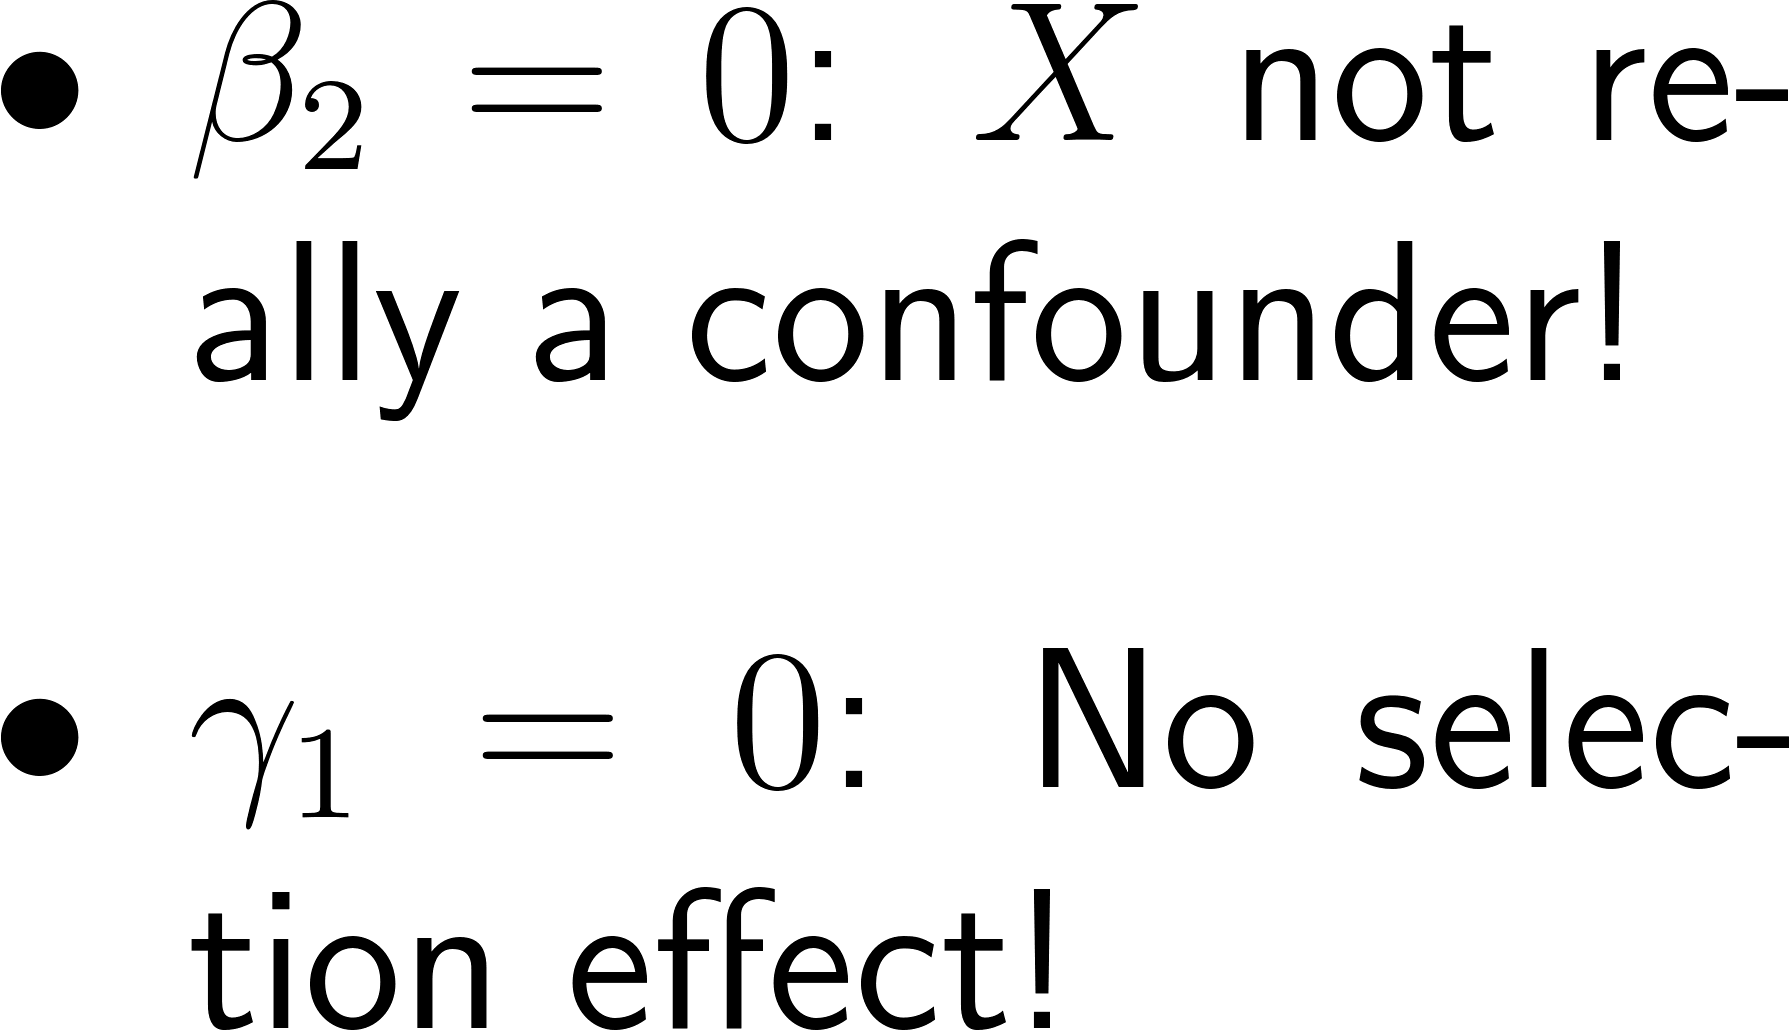 • β₂ = 0: X not re-
ally a confounder!
• γ₁ = 0: No selec-
tion effect!